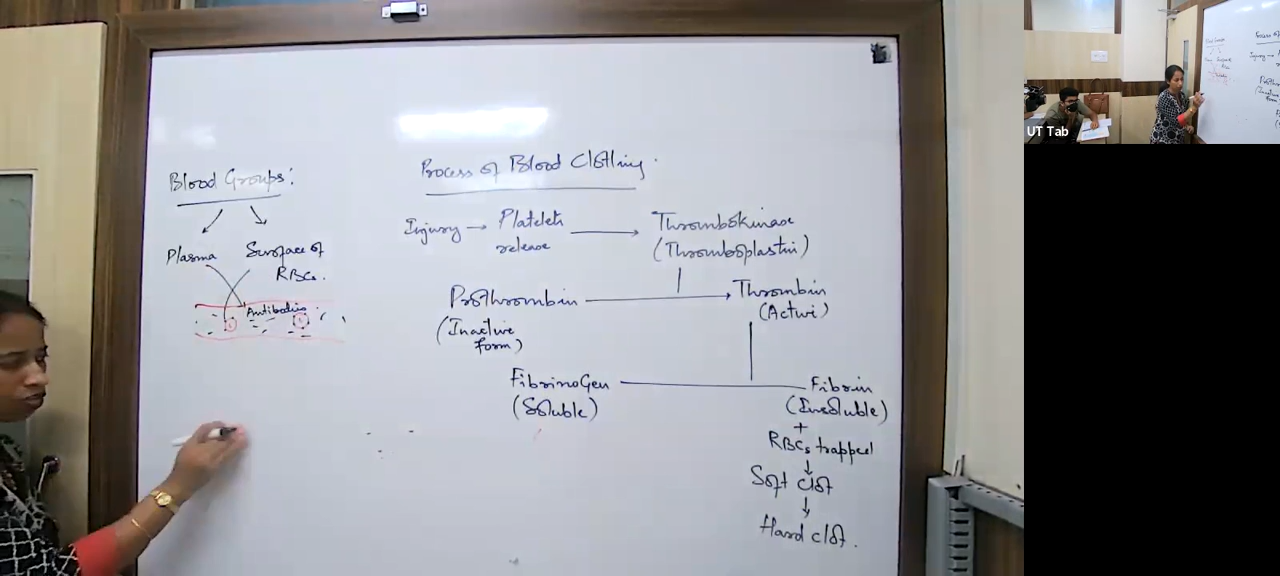 Blood Groups:
Plasma
Surface of
RBCs.
Antibodies
Process of Blood Clotting.
Injury → Platelets
release → Thrombokinase
(Thromboplastin)
Prothrombin → Thrombin
(Inactive
form)
(Active)
FibrinoGen
(Soluble)
Fibrin
(Insoluble)
+
RBCs trapped
↓
Soft clot
↓
Hard clot.
UT Tab